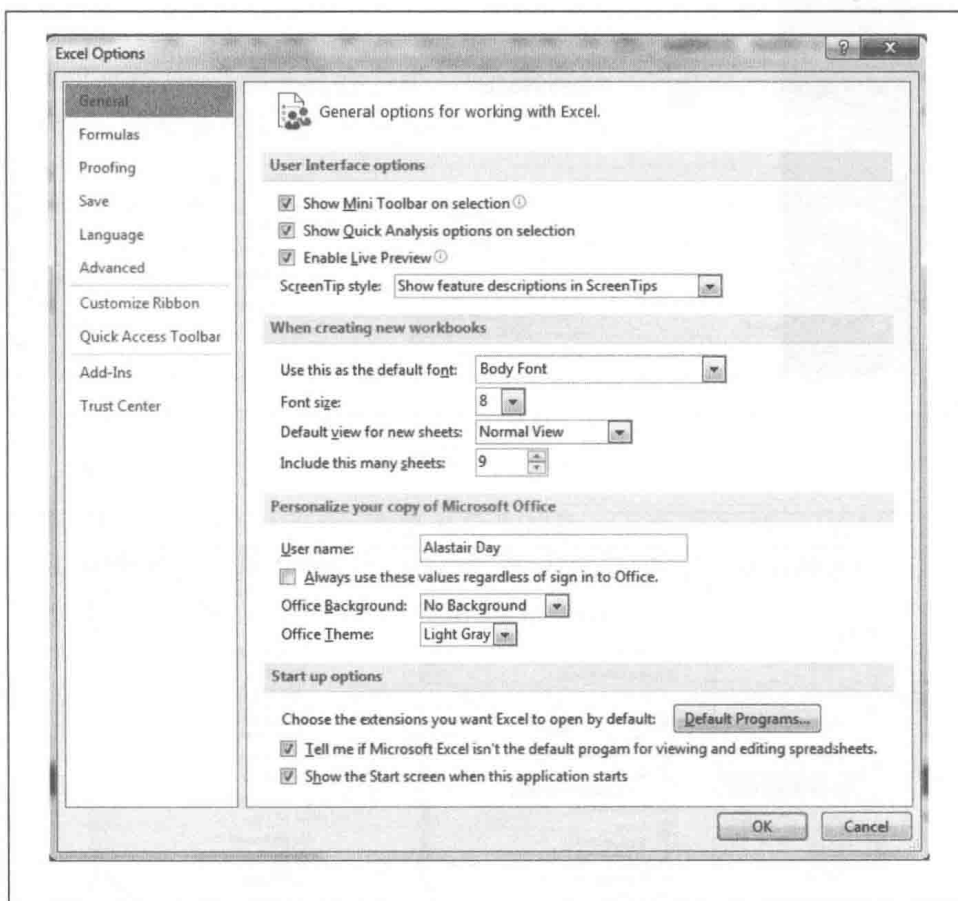 Excel Options
General
Formulas
Proofing
Save
Language
Advanced
Customize Ribbon
Quick Access Toolbar
Add-Ins
Trust Center
General options for working with Excel.
User Interface options
Show Mini Toolbar on selection
Show Quick Analysis options on selection
Enable Live Preview
ScreenTip style: Show feature descriptions in ScreenTips
When creating new workbooks
Use this as the default font: Body Font
Font size: 8
Default view for new sheets: Normal View
Include this many sheets: 9
Personalize your copy of Microsoft Office
User name: Alastair Day
Always use these values regardless of sign in to Office.
Office Background: No Background
Office Theme: Light Gray
Start up options
Choose the extensions you want Excel to open by default: Default Programs...
Tell me if Microsoft Excel isn't the default progam for viewing and editing spreadsheets.
Show the Start screen when this application starts
OK Cancel